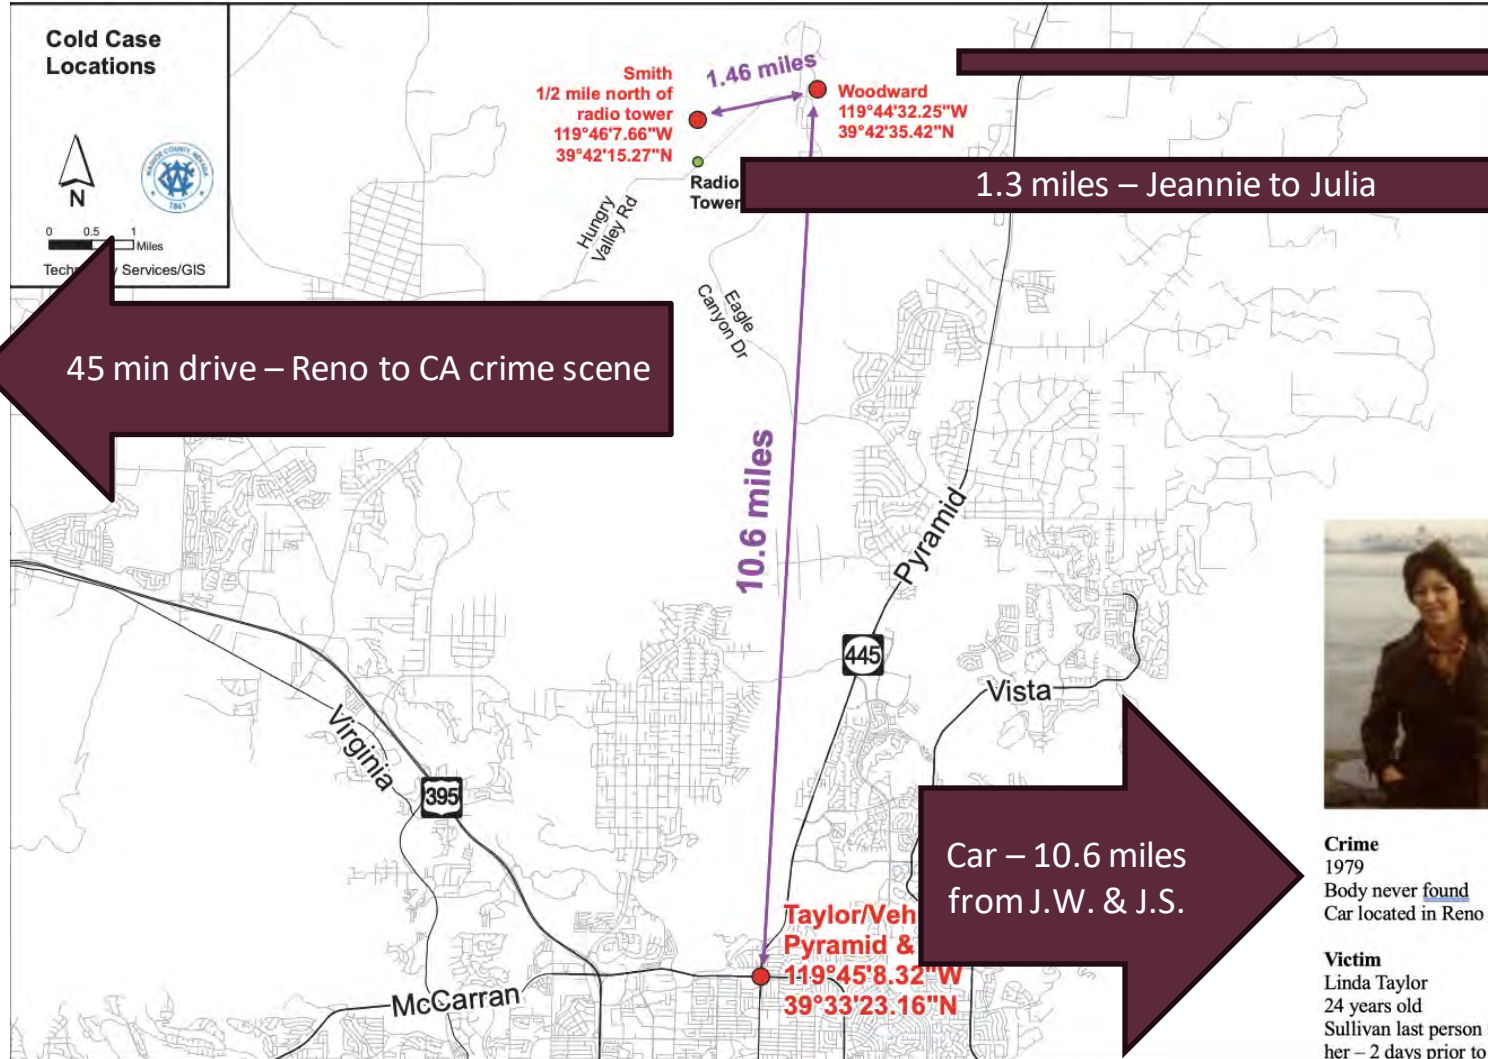 Cold Case
Locations
N
WASHOE COUNTY, NEVADA
1861
0 0.5 1
Miles
Tech Services/GIS
Smith
1/2 mile north of
radio tower
119°46'7.66"W
39°42'15.27"N
1.46 miles
Woodward
119°44'32.25"W
39°42'35.42"N
Radio
Tower
1.3 miles – Jeannie to Julia
Hungry
Valley Rd
Eagle
Canyon Dr
45 min drive – Reno to CA crime scene
10.6 miles
Pyramid
445
Vista
Virginia
395
Car – 10.6 miles
from J.W. & J.S.
Taylor/Veh
Pyramid &
119°45'8.32"W
39°33'23.16"N
McCarran
Crime
1979
Body never found
Car located in Reno
Victim
Linda Taylor
24 years old
Sullivan last person
her – 2 days prior to